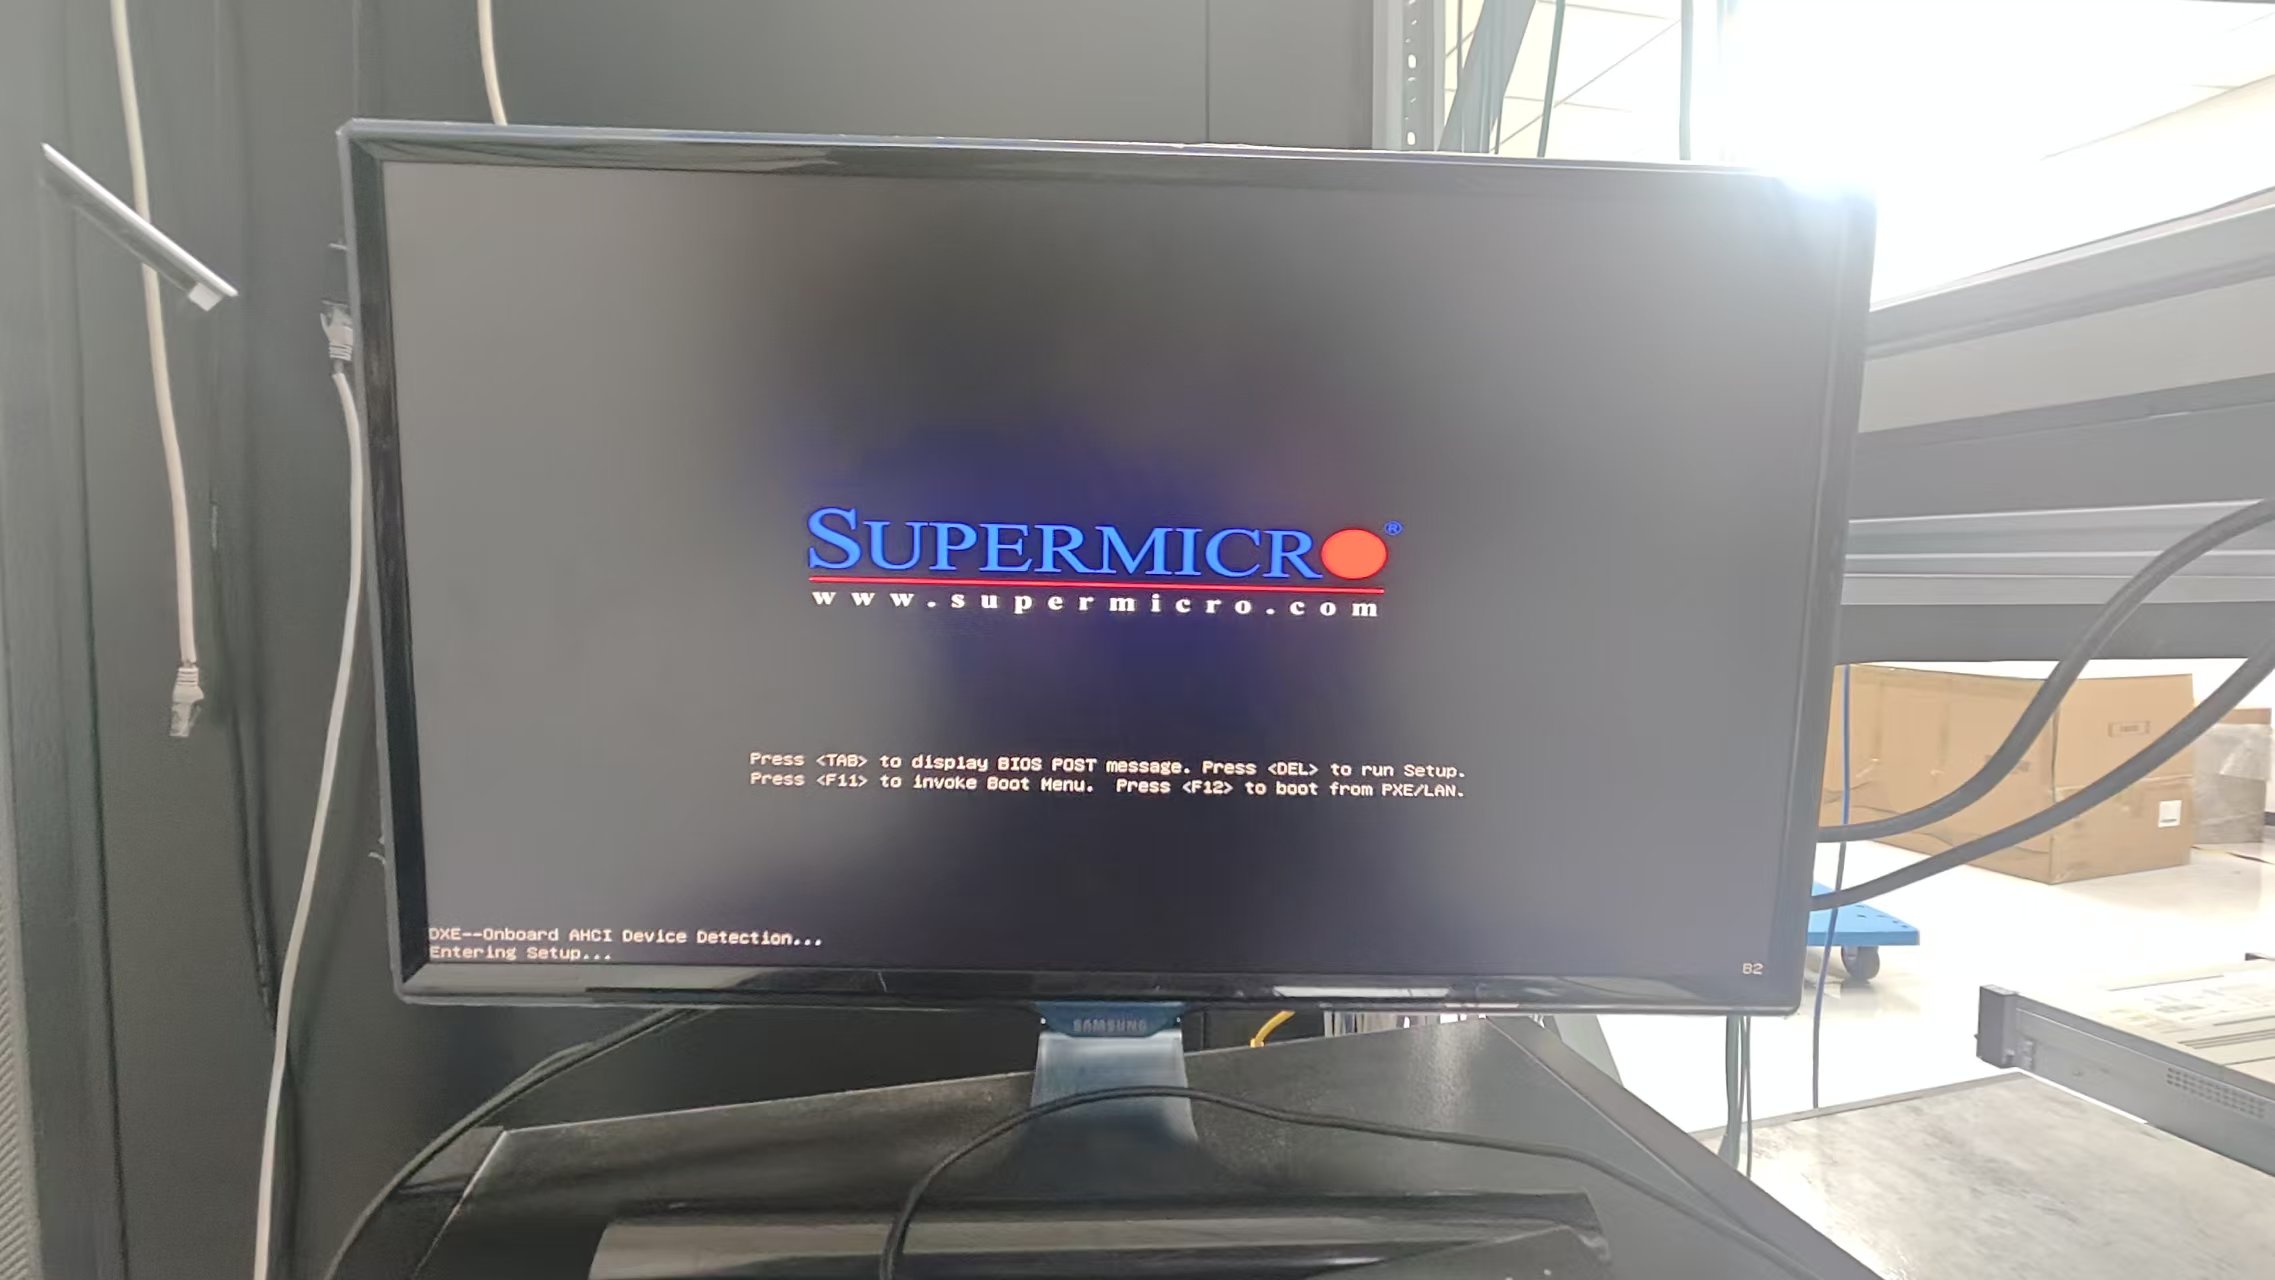 SUPERMICRO®
www.supermicro.com
Press <TAB> to display BIOS POST message. Press <DEL> to run Setup.
Press <F11> to invoke Boot Menu. Press <F12> to boot from PXE/LAN.
DXE--Onboard AHCI Device Detection...
Entering Setup...
B2
SAMSUNG